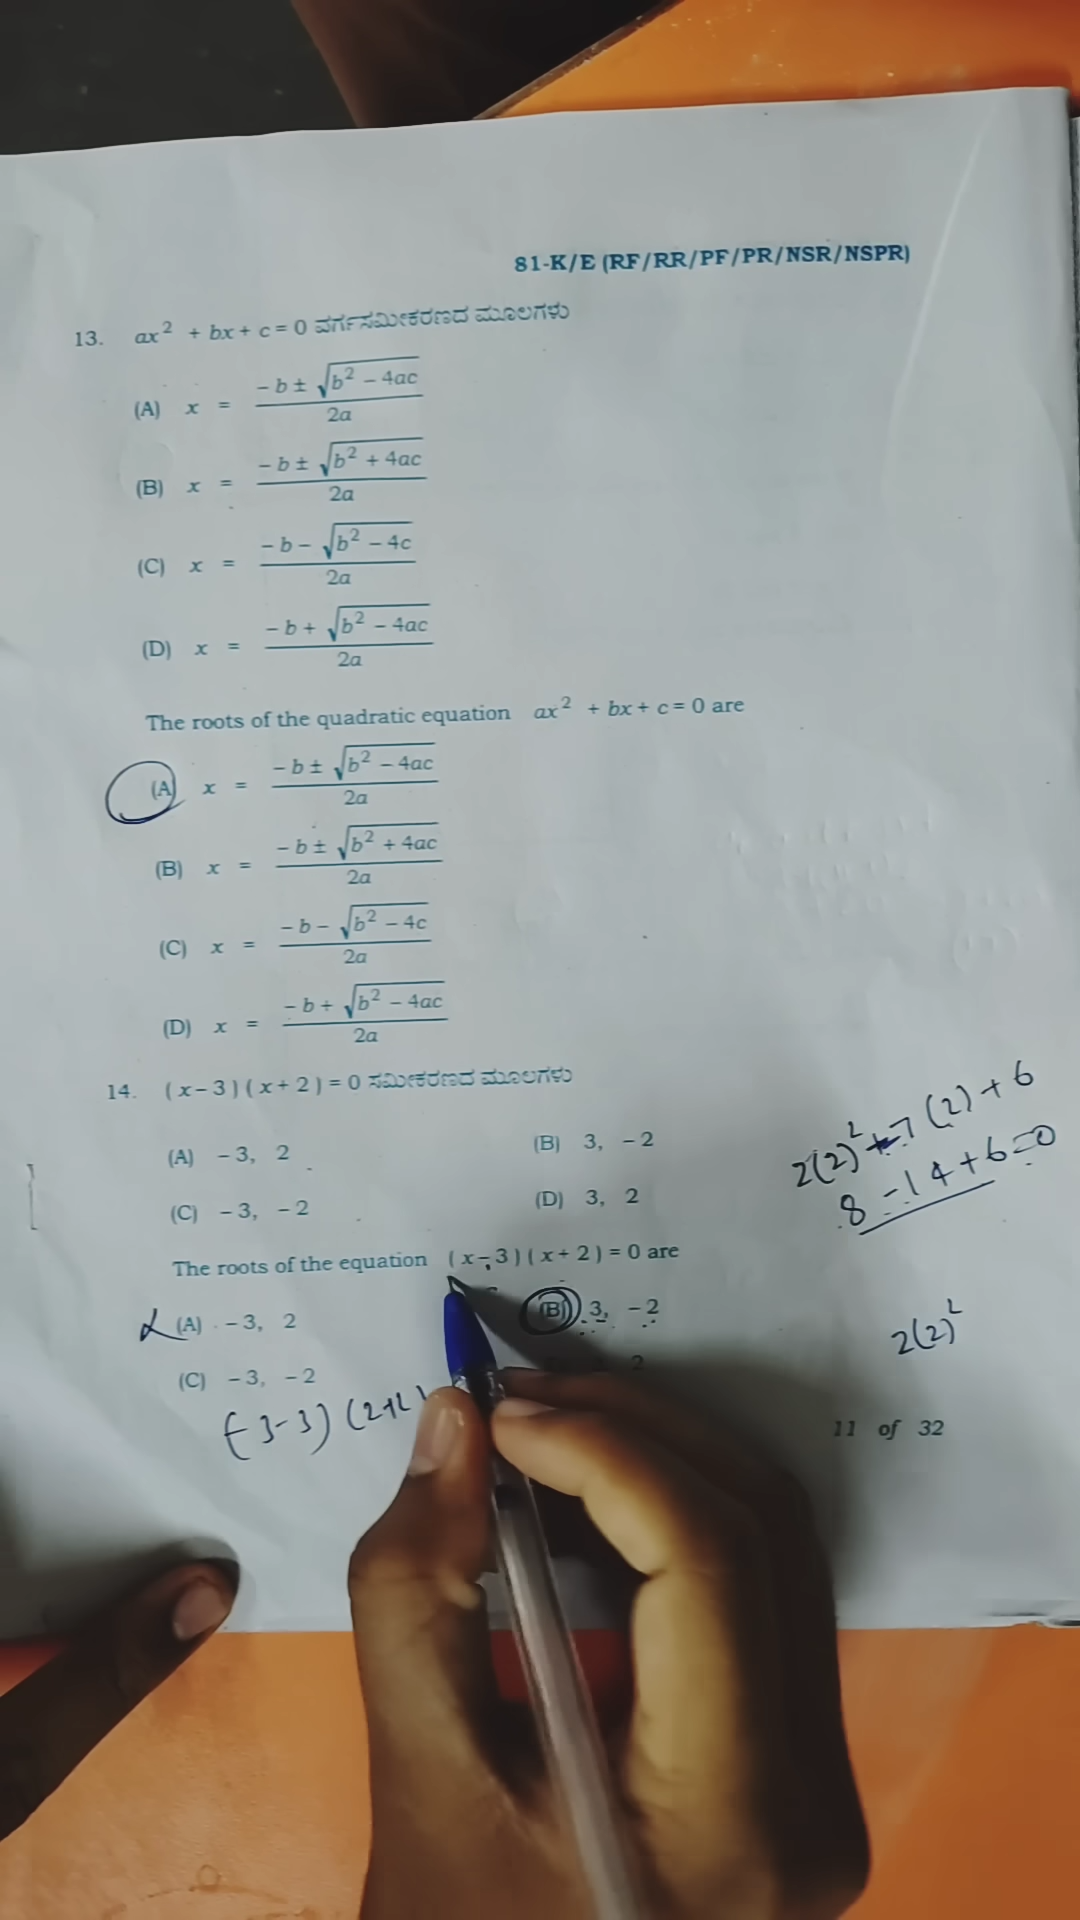 81-K/E (RF/RR/PF/PR/NSR/NSPR)
13. ax² + bx + c = 0 ವರ್ಗಸಮೀಕರಣದ ಮೂಲಗಳು
(A) x = (-b ± √(b² - 4ac)) / 2a
(B) x = (-b ± √(b² + 4ac)) / 2a
(C) x = (-b - √(b² - 4c)) / 2a
(D) x = (-b + √(b² - 4ac)) / 2a
The roots of the quadratic equation ax² + bx + c = 0 are
(A) x = (-b ± √(b² - 4ac)) / 2a
(B) x = (-b ± √(b² + 4ac)) / 2a
(C) x = (-b - √(b² - 4c)) / 2a
(D) x = (-b + √(b² - 4ac)) / 2a
14. (x - 3)(x + 2) = 0 ಸಮೀಕರಣದ ಮೂಲಗಳು
(A) -3, 2 (B) 3, -2
(C) -3, -2 (D) 3, 2
2(2)² - 7(2) + 6
8 - 14 + 6 = 0
The roots of the equation (x - 3)(x + 2) = 0 are
(A) -3, 2 (B) 3, -2
2(2)²
(C) -3, -2 2
(-3-3) (2+2)
11 of 32